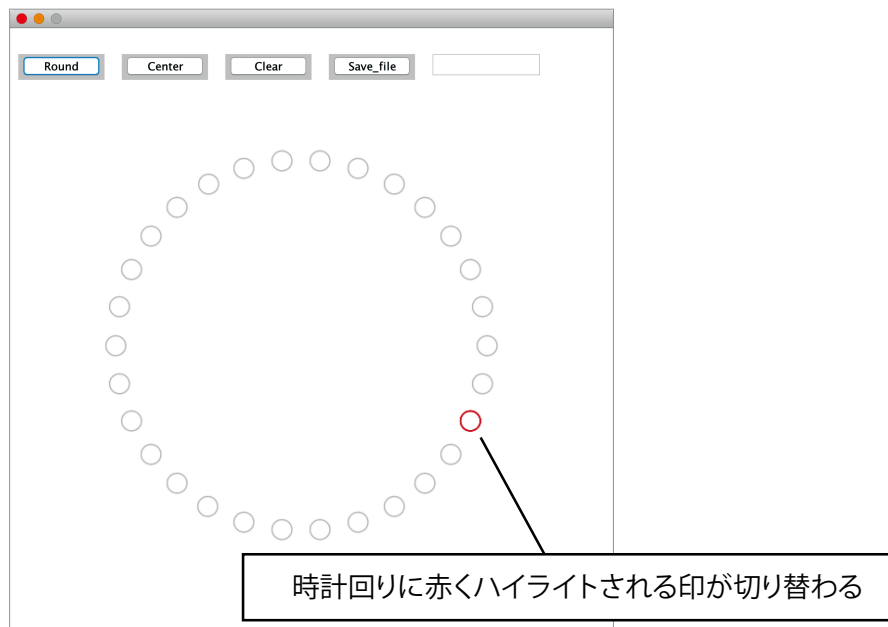 Round
Center
Clear
Save_file
時計回りに赤くハイライトされる印が切り替わる